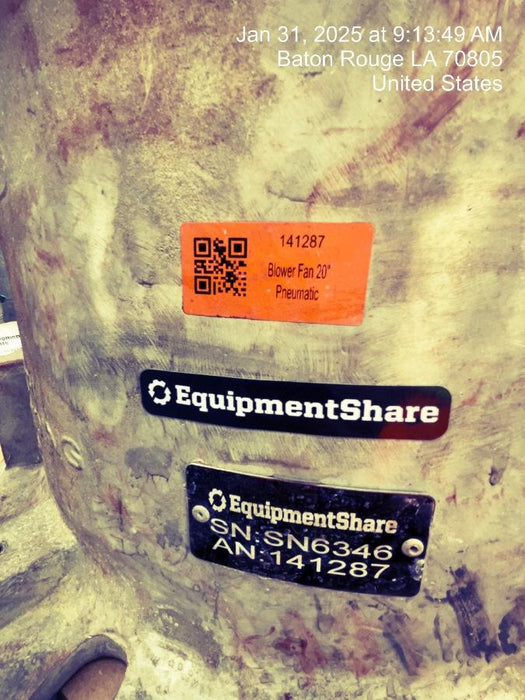 Jan 31, 2025 at 9:13:49 AM
Baton Rouge LA 70805
United States
141287
Blower Fan 20"
Pneumatic
EquipmentShare
EquipmentShare
SN:SN6346
AN:141287